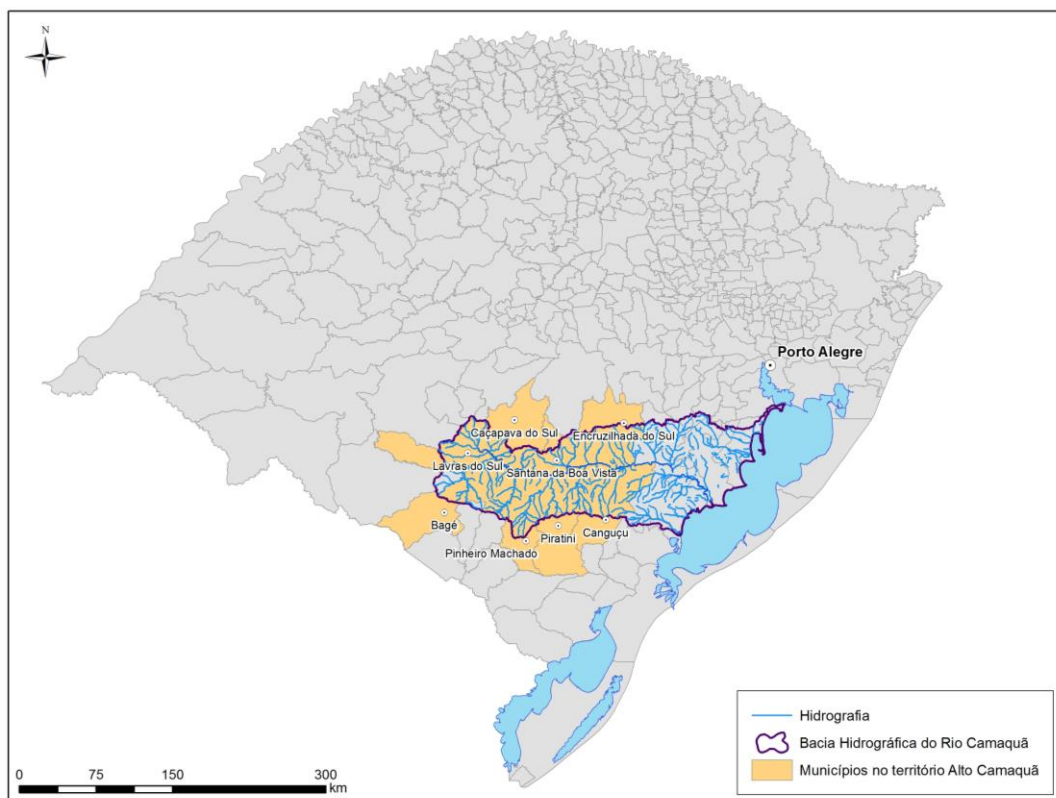 N
Porto Alegre
Caçapava do Sul
Encruzilhada do Sul
Lavras do Sul
Santana da Boa Vista
Bagé
Canguçu
Piratini
Pinheiro Machado
Hidrografia
Bacia Hidrográfica do Rio Camaquã
Municípios no território Alto Camaquã
0 75 150 300
km